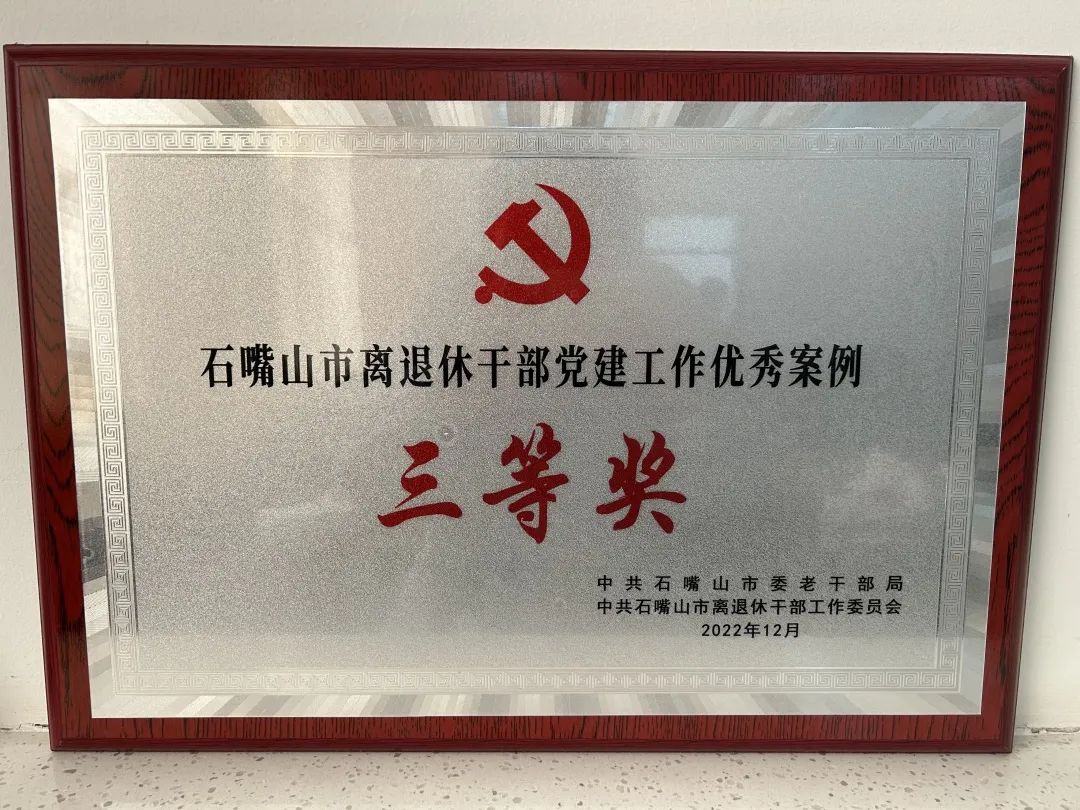 石嘴山市离退休干部党建工作优秀案例
三等奖
中共石嘴山市委老干部局
中共石嘴山市离退休干部工作委员会
2022年12月